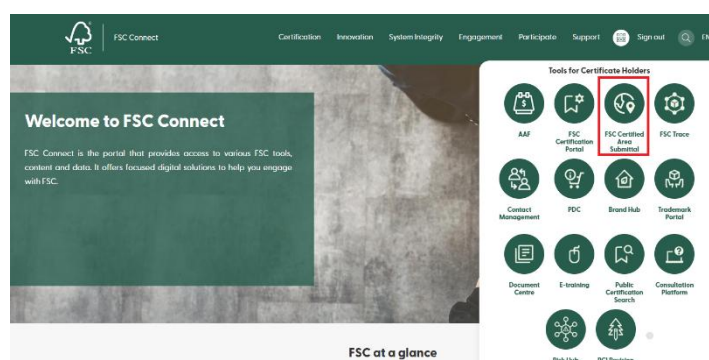 FSC
FSC Connect
Certification
Innovation
System Integrity
Engagement
Participate
Support
Sign out
EN
Welcome to FSC Connect
FSC Connect is the portal that provides access to various FSC tools,
content and data. It offers focused digital solutions to help you engage
with FSC.
Tools for Certificate Holders
AAF
FSC
Certification
Portal
FSC Certified
Area
Submittal
FSC Trace
Contact
Management
PDC
Brand Hub
Trademark
Portal
Document
Centre
E-training
Public
Certification
Search
Consultation
Platform
Risk Hub
FSC at a glance